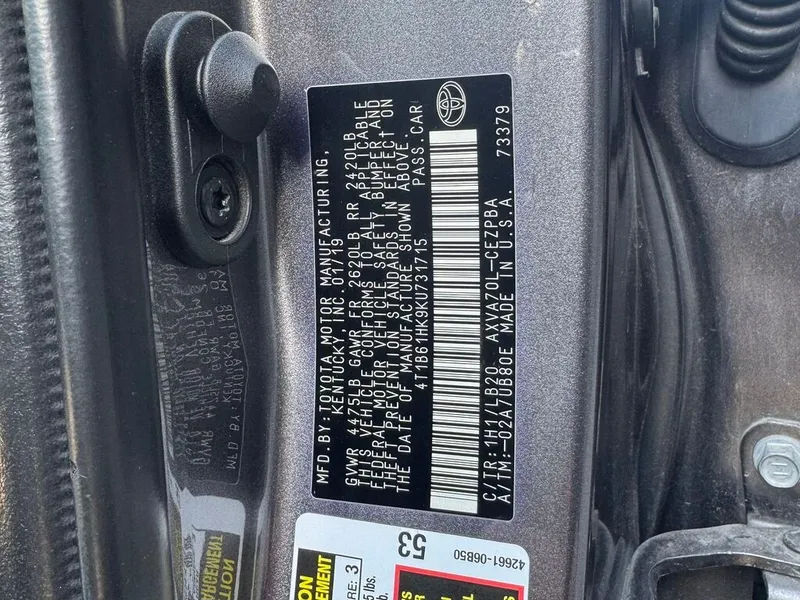 MFD.BY:TOYOTA MOTOR MANUFACTURING,
KENTUCKY, INC. 01/19
GVWR 4475LB GAWR FR 2620LB RR 2420LB
THIS VEHICLE CONFORMS TO ALL APPLICABLE
FEDERAL MOTOR VEHICLE SAFETY, BUMPER, AND
THEFT PREVENTION STANDARDS IN EFFECT ON
THE DATE OF MANUFACTURE SHOWN ABOVE.
4T1B61HK9KU731715 PASS.CAR
C/TR:1H1/LB20 AXVA70L-CEZPBA
A/TM:-02A/UB80E MADE IN U.S.A. 73379
53
42661-06B50